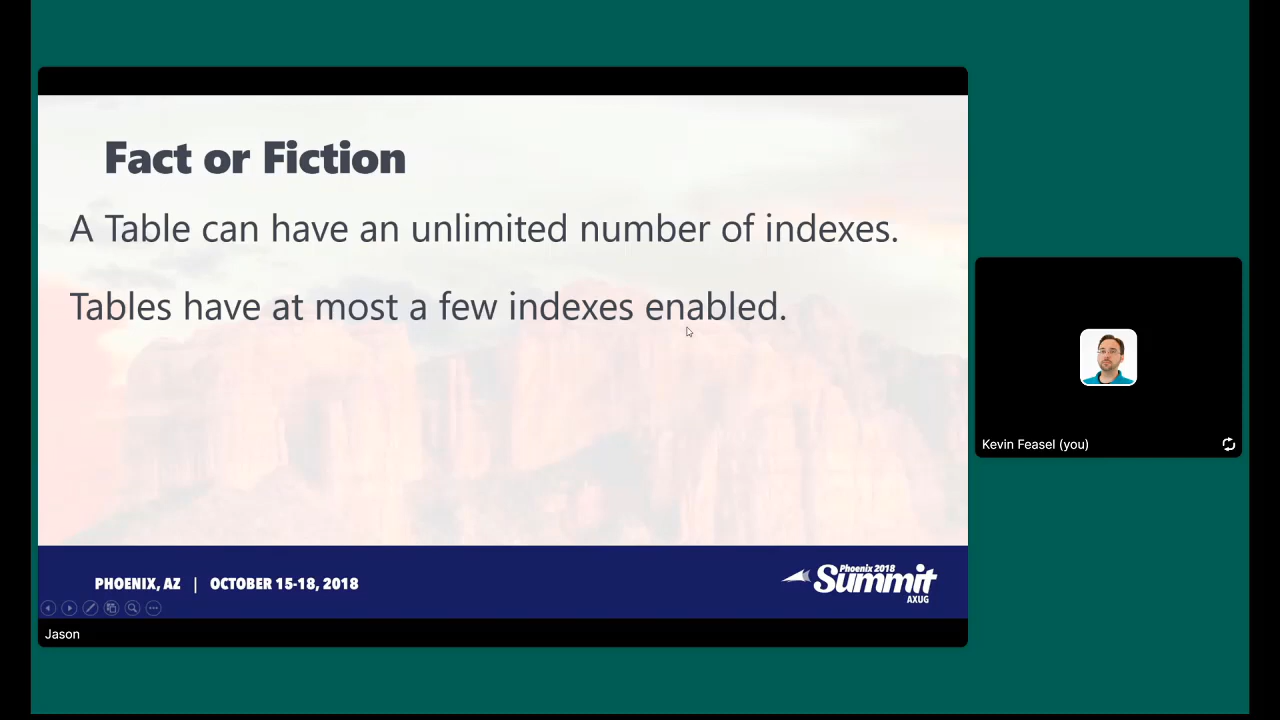 Fact or Fiction
A Table can have an unlimited number of indexes.
Tables have at most a few indexes enabled.
PHOENIX, AZ | OCTOBER 15-18, 2018
Phoenix 2018
Summit
AXUG
Jason
Kevin Feasel (you)